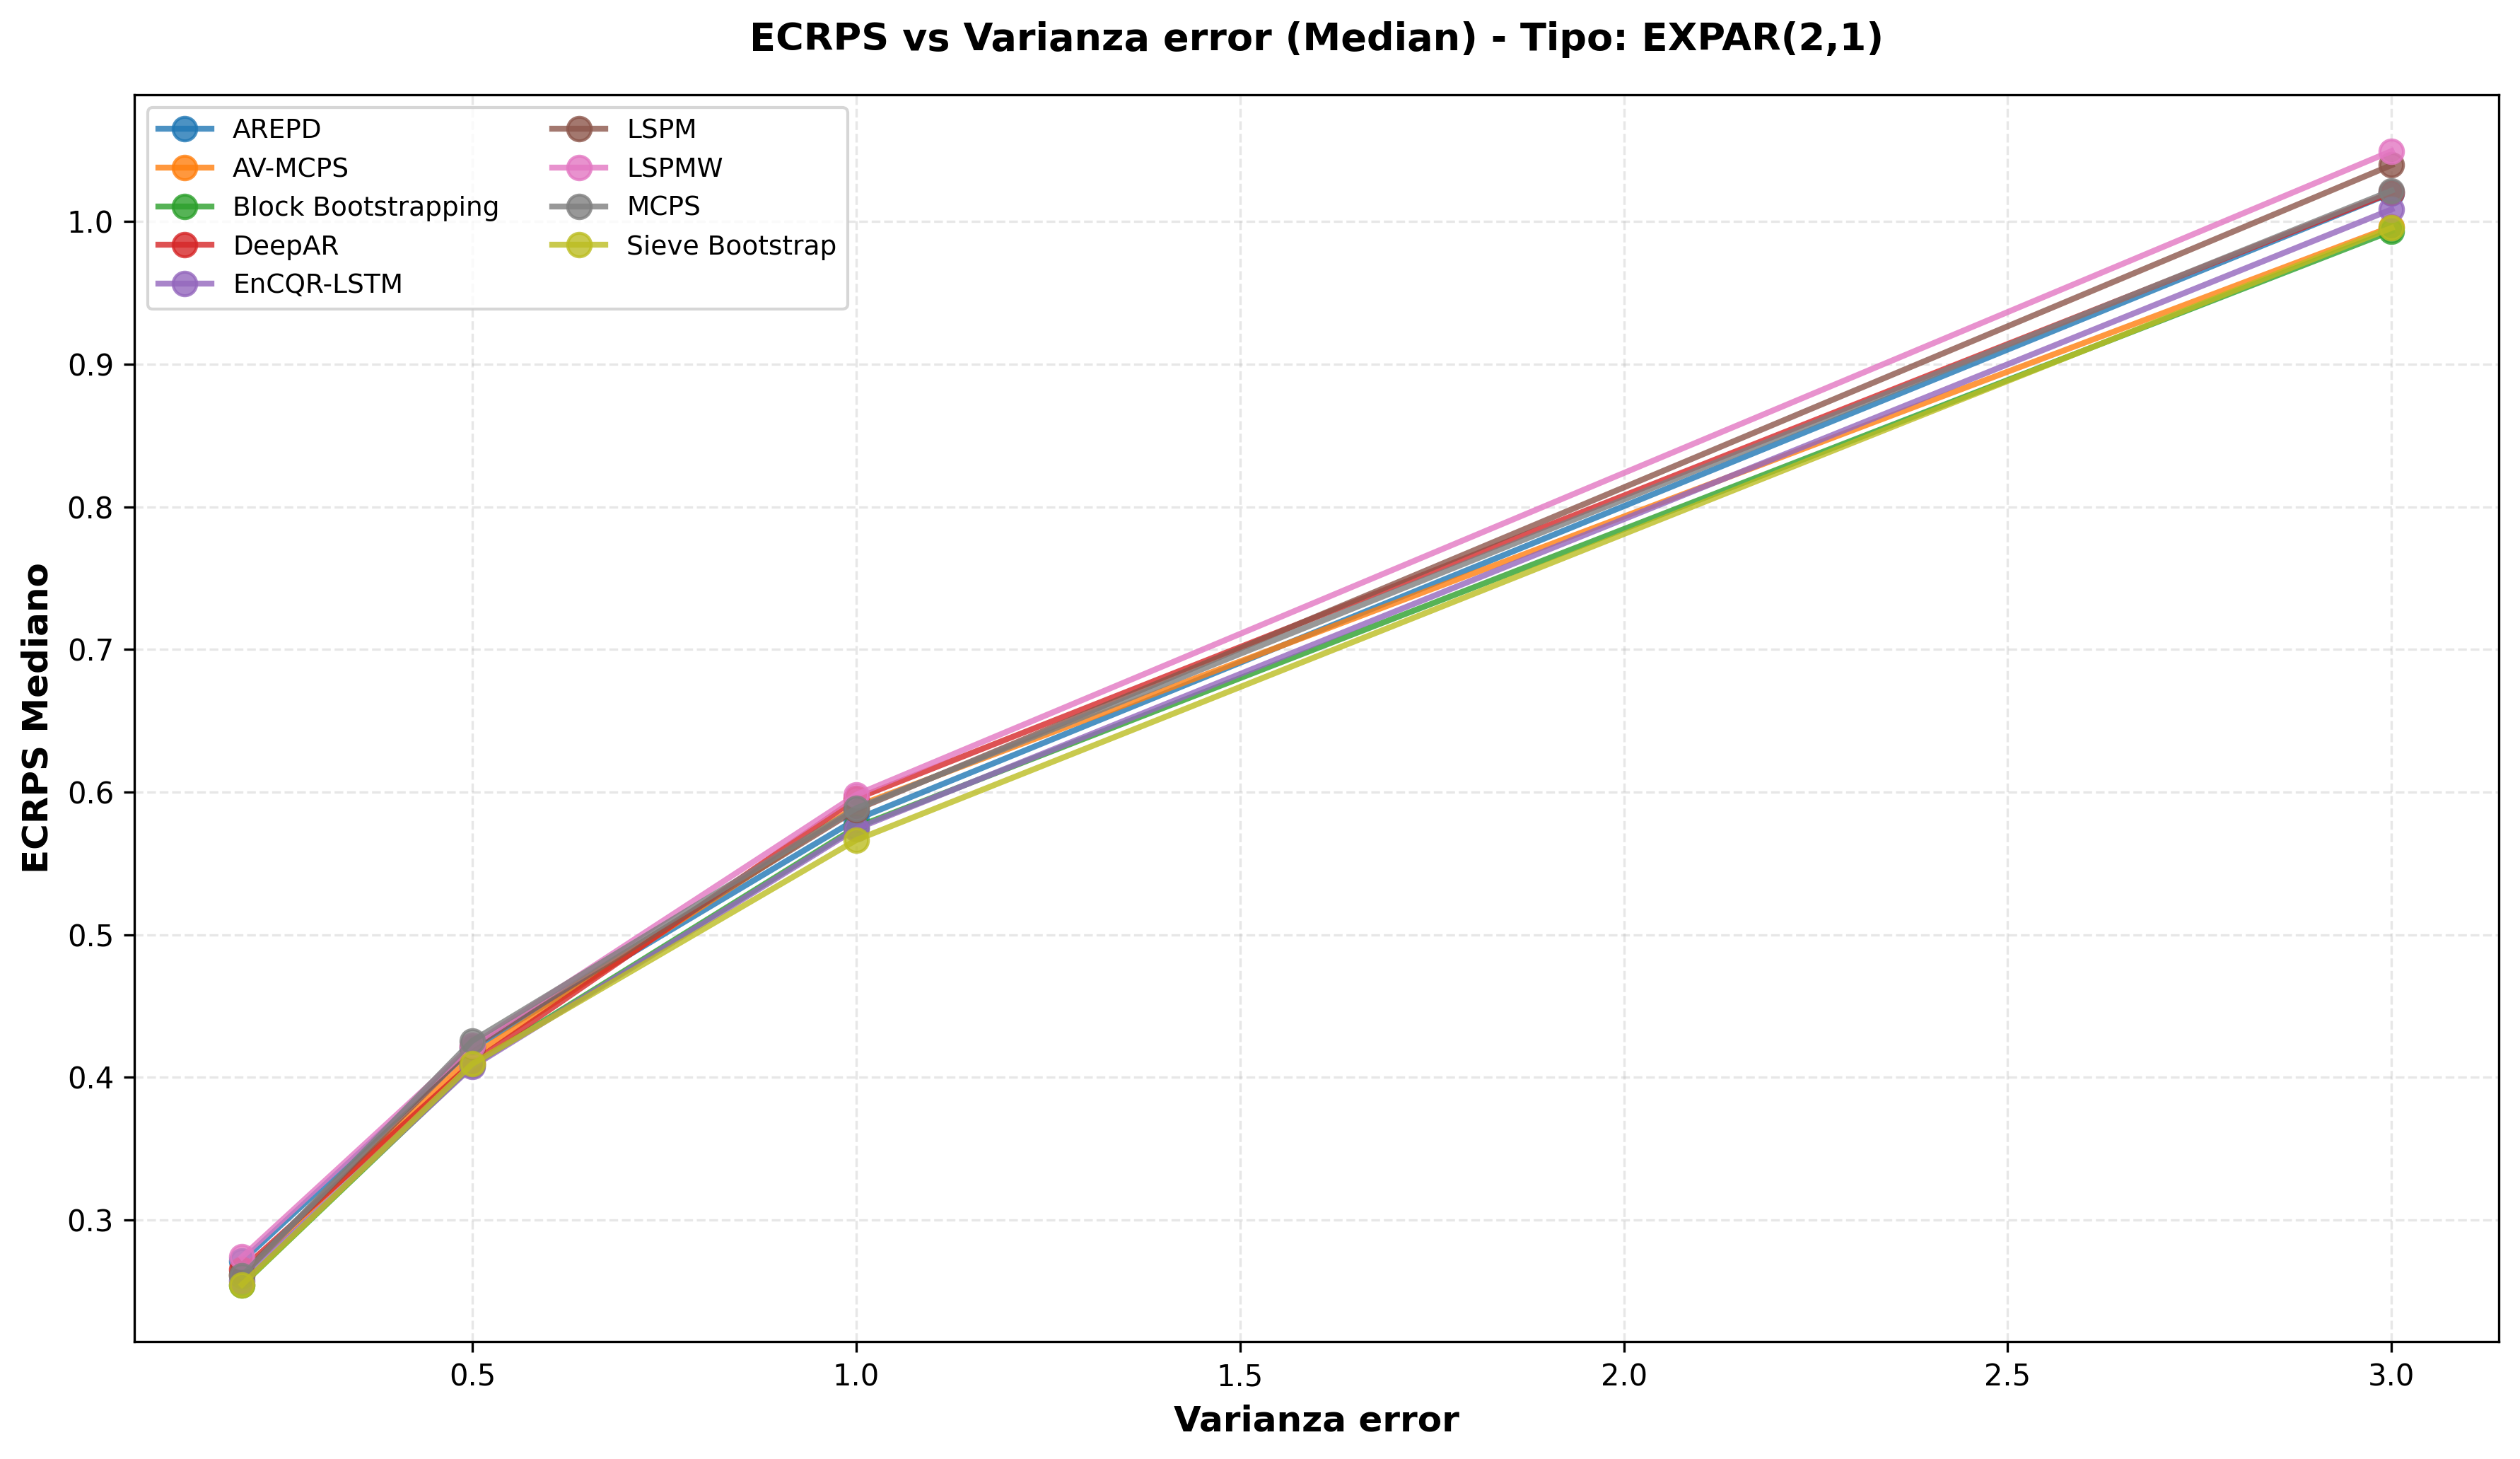 ECRPS vs Varianza error (Median) - Tipo: EXPAR(2,1)
AREPD
AV-MCPS
Block Bootstrapping
DeepAR
EnCQR-LSTM
LSPM
LSPMW
MCPS
Sieve Bootstrap
ECRPS Mediano
1.0
0.9
0.8
0.7
0.6
0.5
0.4
0.3
0.5
1.0
1.5
2.0
2.5
3.0
Varianza error